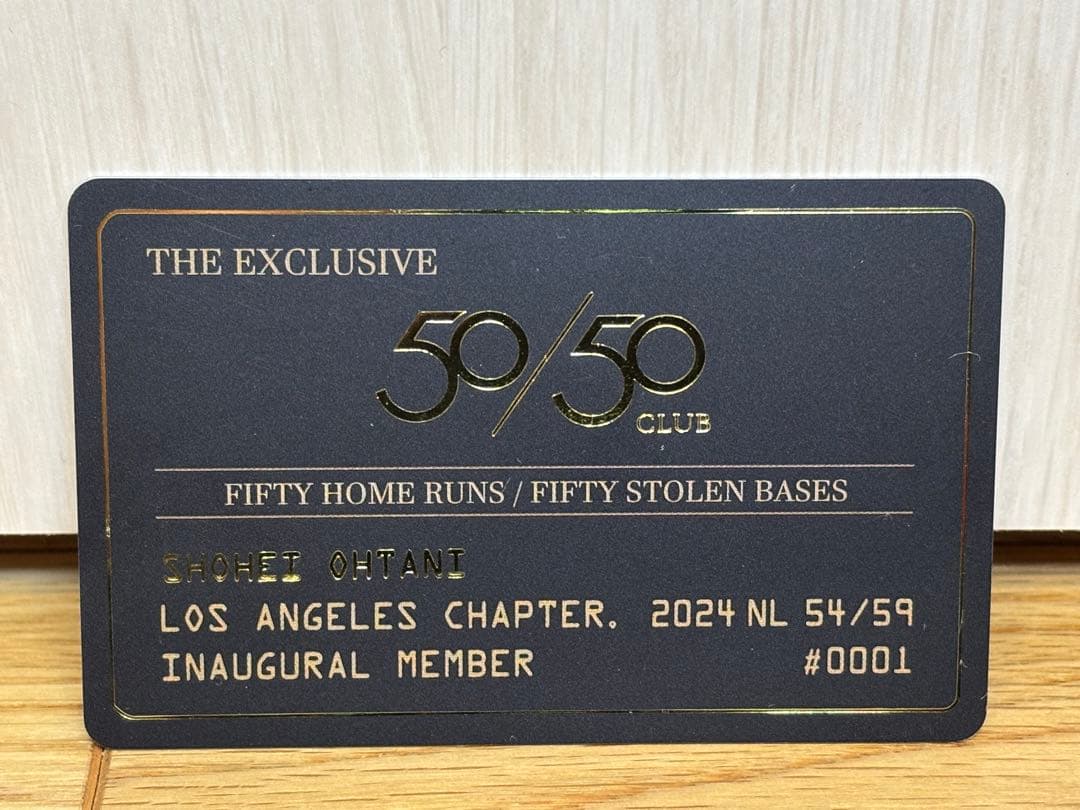 THE EXCLUSIVE
50/50
CLUB
FIFTY HOME RUNS / FIFTY STOLEN BASES
SHOHEI OHTANI
LOS ANGELES CHAPTER. 2024 NL 54/59
INAUGURAL MEMBER #0001